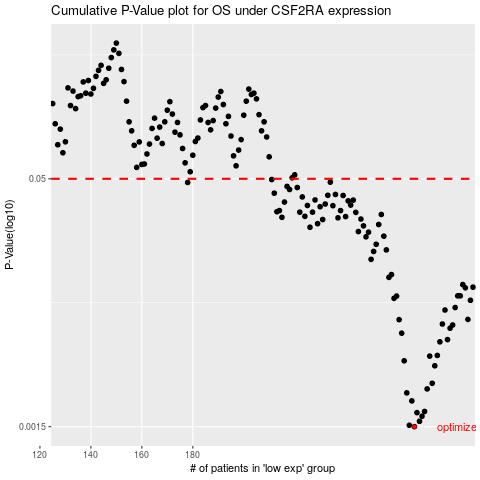 Cumulative P-Value plot for OS under CSF2RA expression
P-Value(log10)
0.05
0.0015
optimize
120 140 160 180
# of patients in 'low exp' group